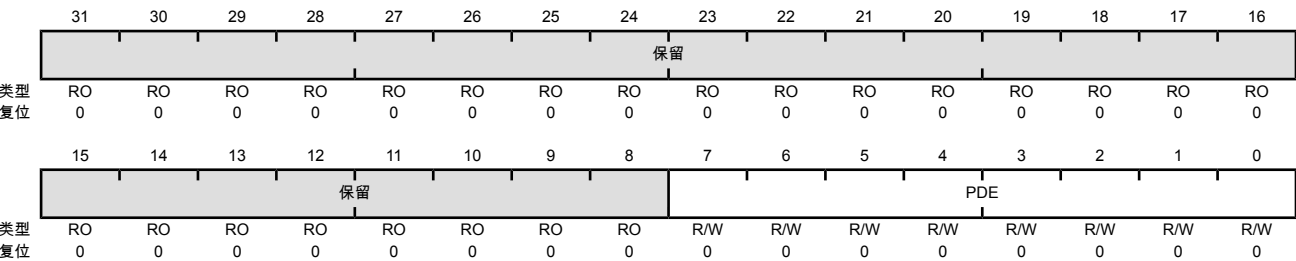 31 30 29 28 27 26 25 24 23 22 21 20 19 18 17 16
保留
类型 RO RO RO RO RO RO RO RO RO RO RO RO RO RO RO RO
复位 0 0 0 0 0 0 0 0 0 0 0 0 0 0 0 0
15 14 13 12 11 10 9 8 7 6 5 4 3 2 1 0
保留 PDE
类型 RO RO RO RO RO RO RO RO R/W R/W R/W R/W R/W R/W R/W R/W
复位 0 0 0 0 0 0 0 0 0 0 0 0 0 0 0 0